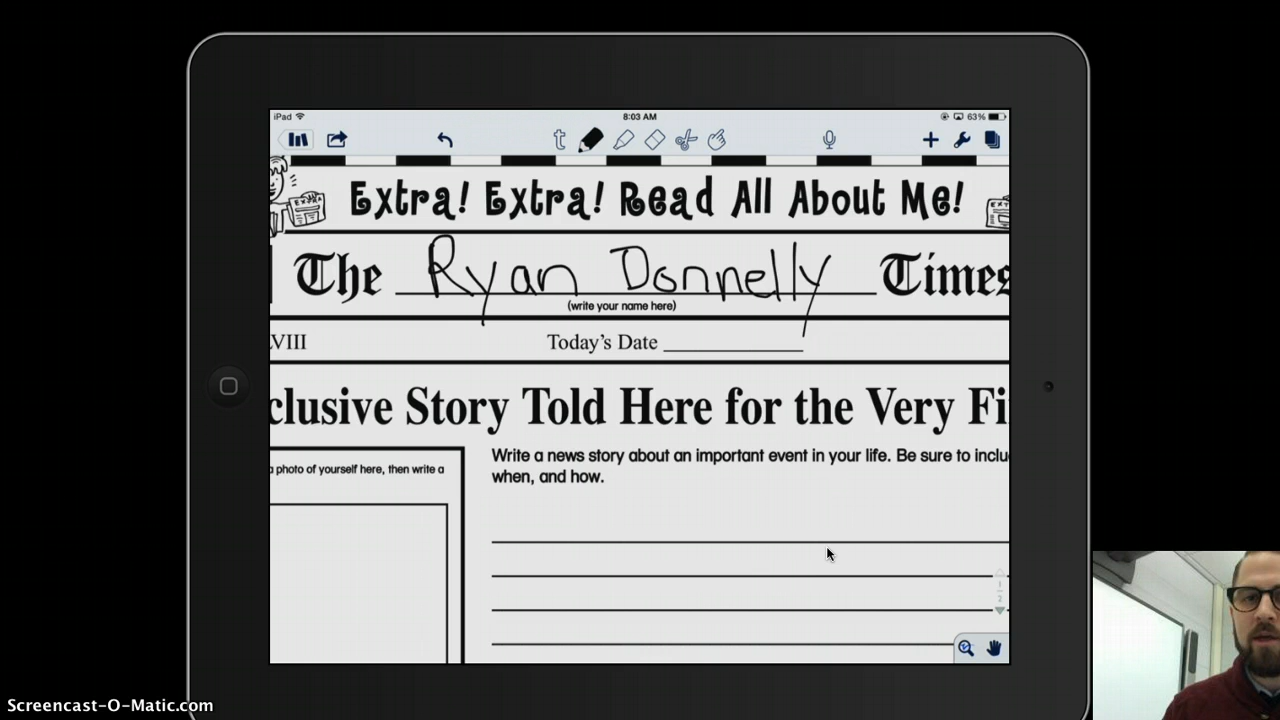 iPad
8:03 AM
63%
t
Extra! Extra! Read All About Me!
The Ryan Donnelly Times
(write your name here)
VIII
Today's Date
clusive Story Told Here for the Very Fi
a photo of yourself here, then write a
Write a news story about an important event in your life. Be sure to inclu
when, and how.
1
2
Screencast-O-Matic.com